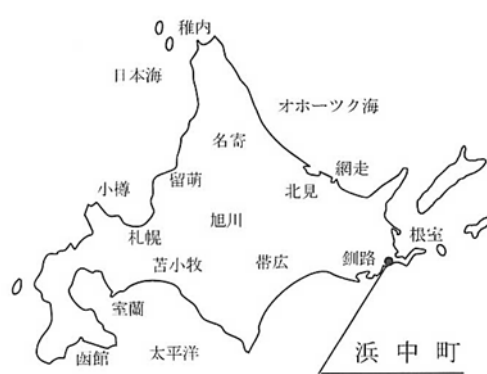 稚内
日本海
オホーツク海
名寄
網走
留萌
北見
小樽
旭川
札幌
根室
釧路
苫小牧
帯広
室蘭
函館
太平洋
浜中町